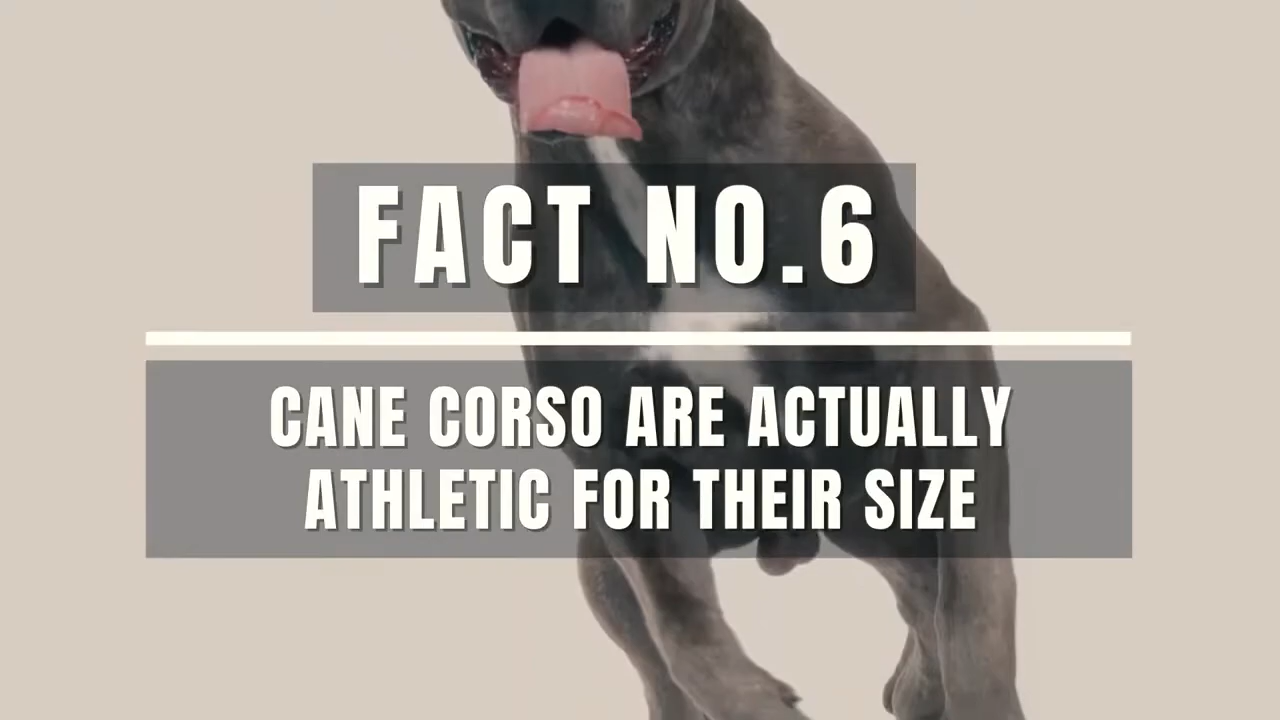 FACT NO.6
CANE CORSO ARE ACTUALLY
ATHLETIC FOR THEIR SIZE